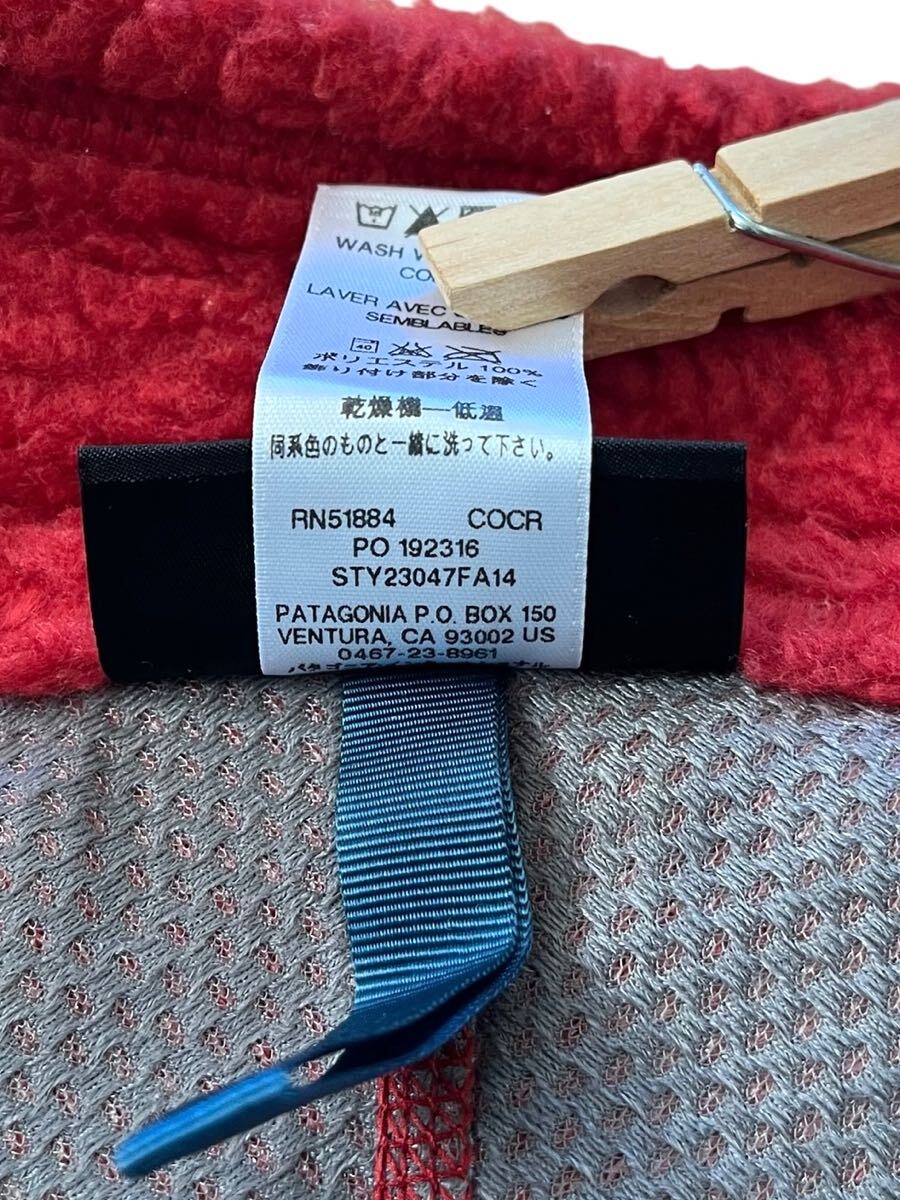 WASH
LAVER AVEC
SEMBLABLES
40
ポリエステル 100%
飾り付け部分を除く
乾燥機一低温
同系色のものと一緒に洗って下さい。
RN51884 COCR
PO 192316
STY23047FA14
PATAGONIA P.O. BOX 150
VENTURA, CA 93002 US
0467-23-8961